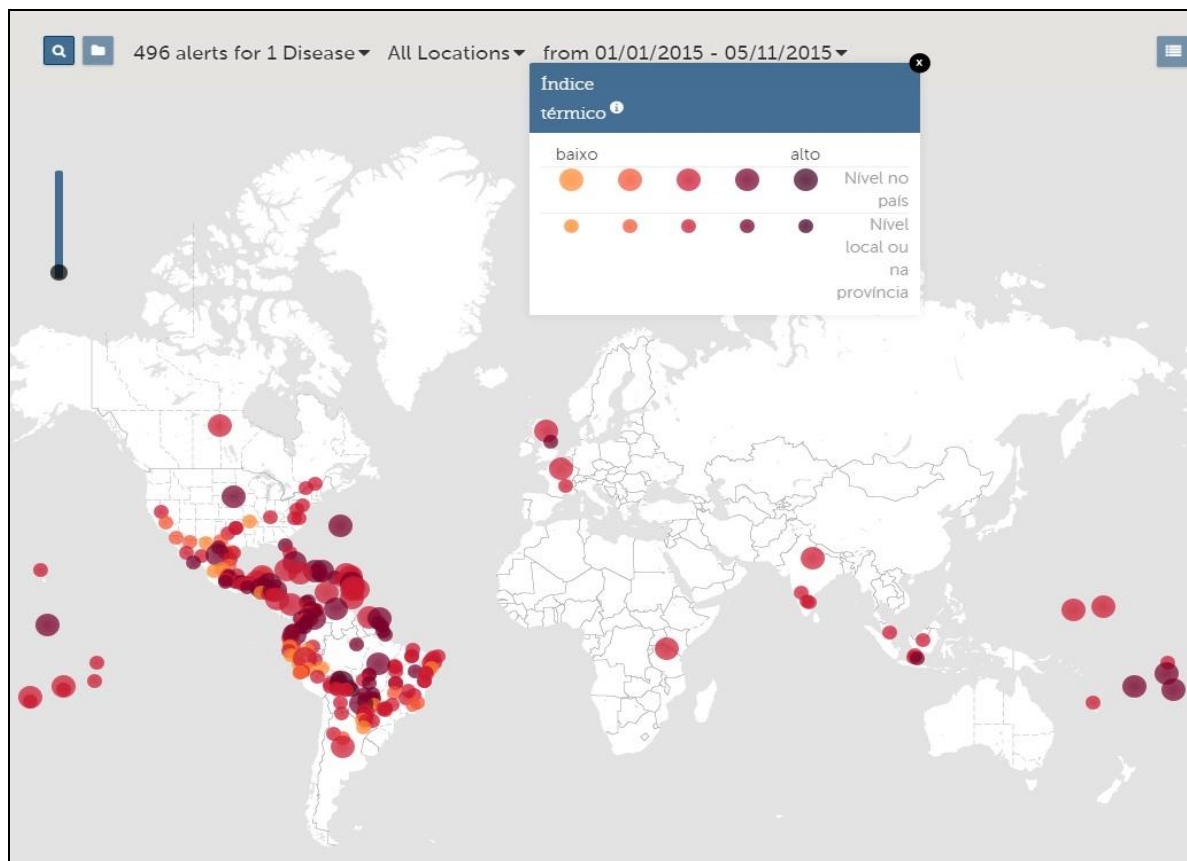 496 alerts for 1 Disease All Locations from 01/01/2015 - 05/11/2015
x
Índice
térmico i
baixo alto
Nível no
país
Nível
local ou
na
província